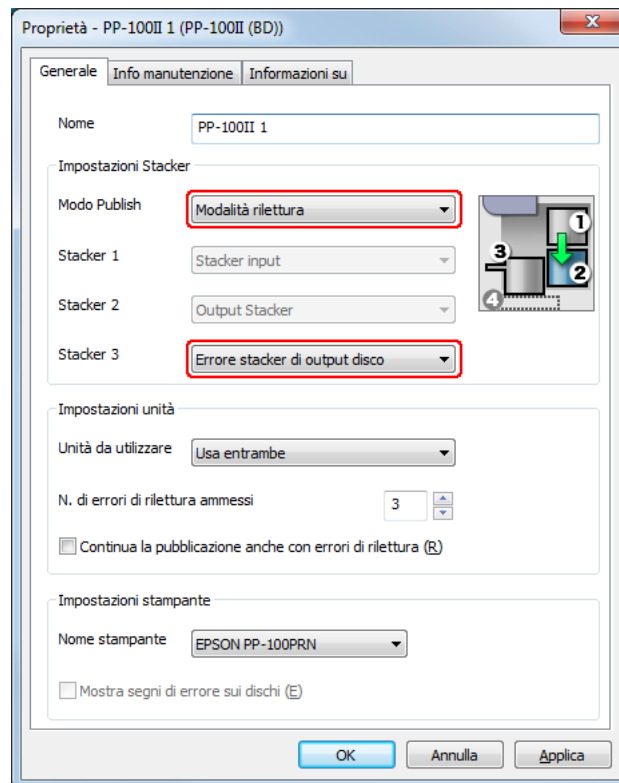 Proprietà - PP-100II 1 (PP-100II (BD))
Generale Info manutenzione Informazioni su
Nome PP-100II 1
Impostazioni Stacker
Modo Publish Modalità rilettura
Stacker 1 Stacker input
Stacker 2 Output Stacker
Stacker 3 Errore stacker di output disco
1
3
2
4
Impostazioni unità
Unità da utilizzare Usa entrambe
N. di errori di rilettura ammessi 3
Continua la pubblicazione anche con errori di rilettura (R)
Impostazioni stampante
Nome stampante EPSON PP-100PRN
Mostra segni di errore sui dischi (E)
OK Annulla Applica